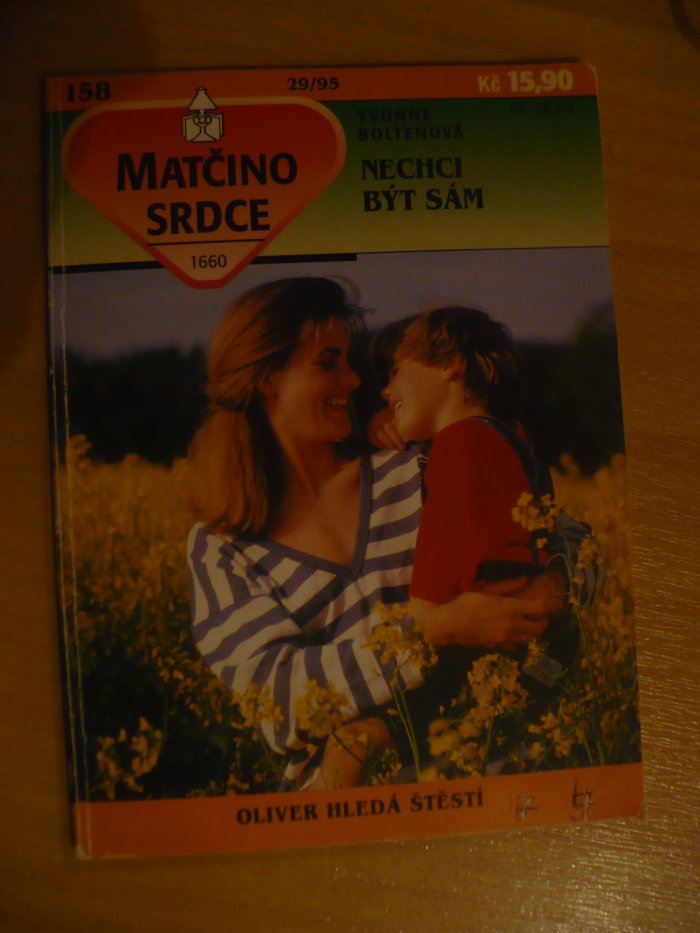 158
29/95
Kč 15,90
MATČINO
SRDCE
1660
YVONNE
BOLTENOVÁ
NECHCI
BÝT SÁM
OLIVER HLEDÁ ŠTĚSTÍ